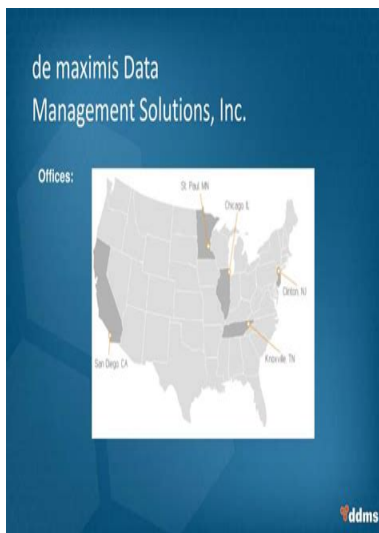 de maximis Data
Management Solutions, Inc.
Offices:
St. Paul MN
Chicago IL
Clinton, NJ
Knoxville TN
San Diego CA
ddms